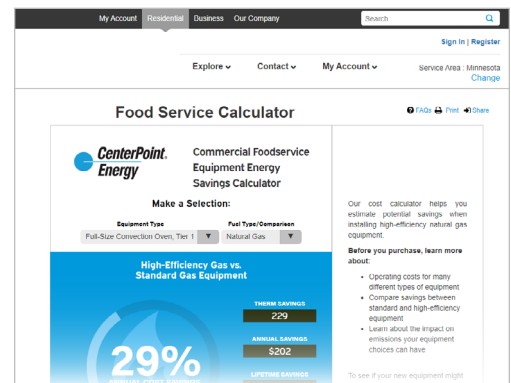 My Account Residential Business Our Company Search
Sign In | Register
Explore Contact My Account Service Area : Minnesota
Change
Food Service Calculator
FAQs Print Share
CenterPoint.
Energy
Commercial Foodservice
Equipment Energy
Savings Calculator
Make a Selection:
Equipment Type Fuel Type/Comparison
Full-Size Convection Oven, Tier 1 Natural Gas
High-Efficiency Gas vs.
Standard Gas Equipment
THERM SAVINGS
229
ANNUAL SAVINGS
$202
29%
ANNUAL COST SAVINGS
LIFETIME SAVINGS
Our cost calculator helps you
estimate potential savings when
installing high-efficiency natural gas
equipment.
Before you purchase, learn more
about:
• Operating costs for many
different types of equipment
• Compare savings between
standard and high-efficiency
equipment
• Learn about the impact on
emissions your equipment
choices can have
To see if your new equipment might